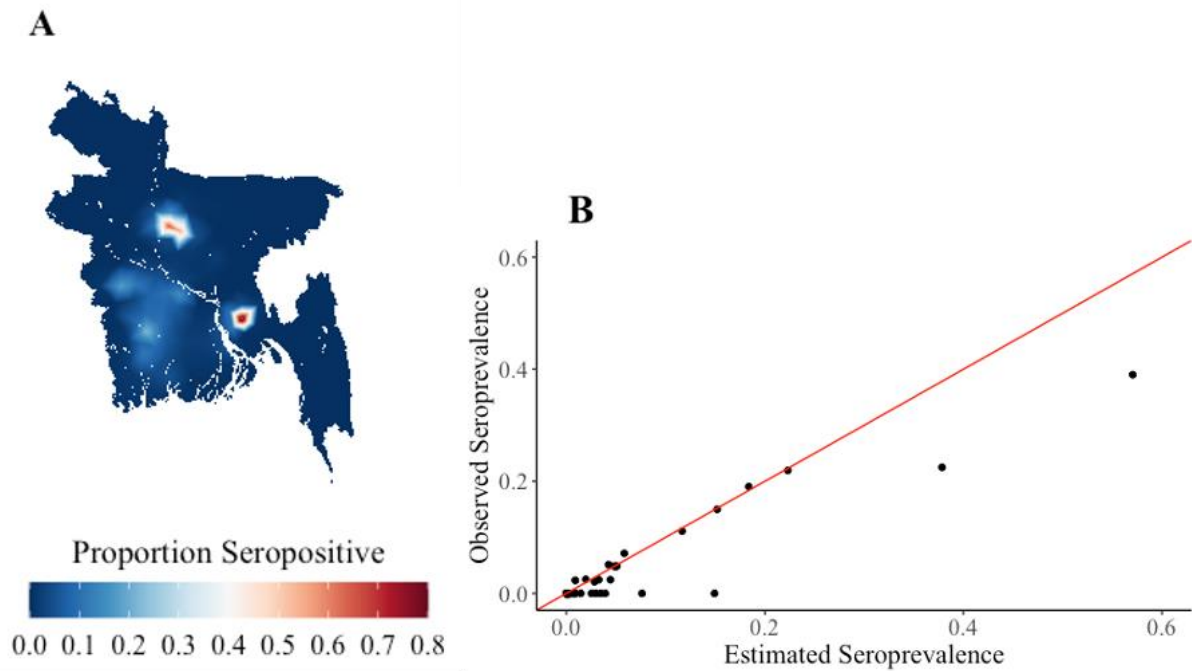 A
Proportion Seropositive
0.0 0.1 0.2 0.3 0.4 0.5 0.6 0.7 0.8
B
Observed Seroprevalence
0.6
0.4
0.2
0.0
0.0 0.2 0.4 0.6
Estimated Seroprevalence